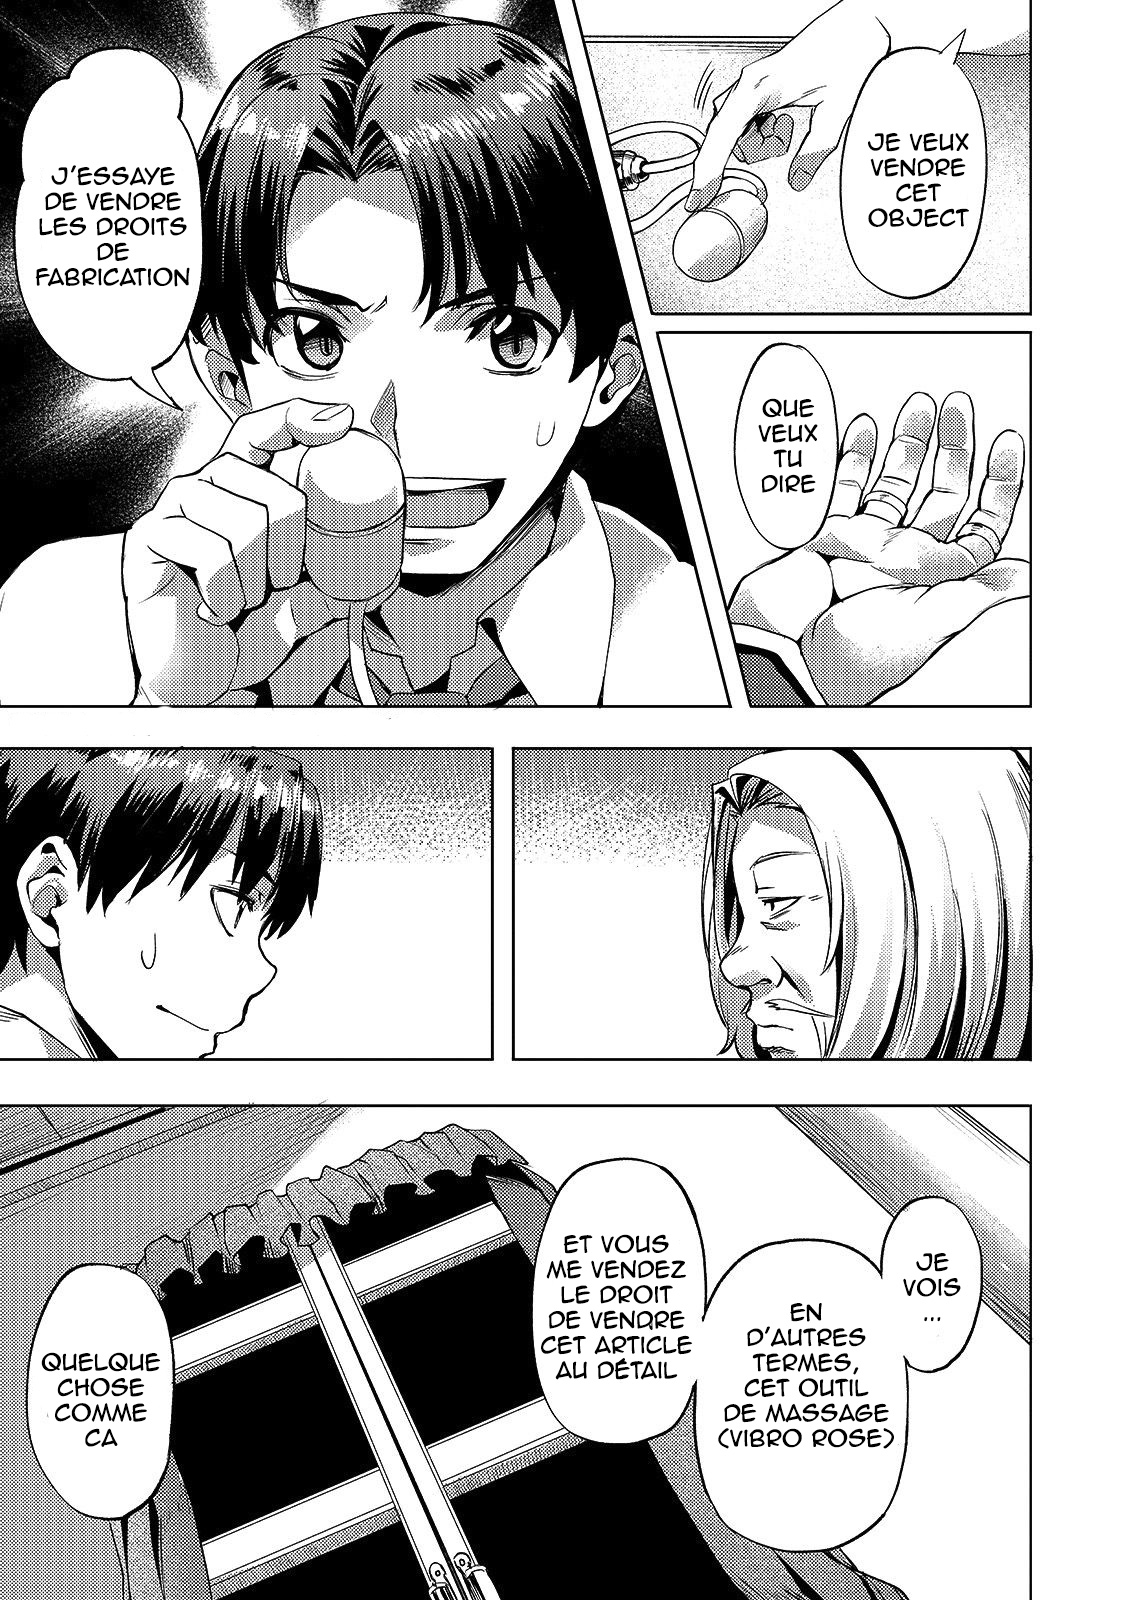 JE VEUX
VENDRE
CET
OBJECT
QUE
VEUX
TU
DIRE
J'ESSAYE
DE VENDRE
LES DROITS
DE
FABRICATION
JE
VOIS
...
EN
D'AUTRES
TERMES,
CET OUTIL
DE MASSAGE
(VIBRO ROSE)
ET VOUS
ME VENDEZ
LE DROIT
DE VENDRE
CET ARTICLE
AU DÉTAIL
QUELQUE
CHOSE
COMME
CA